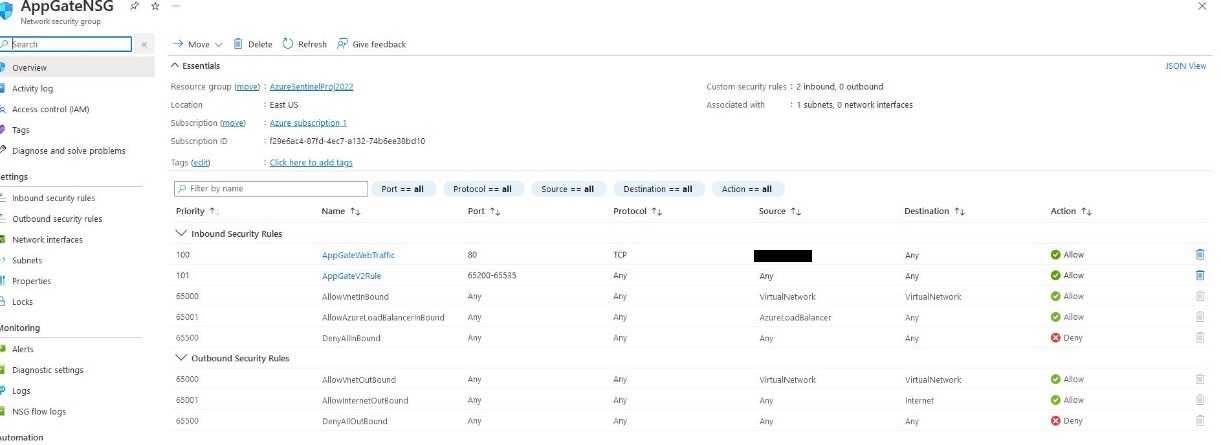 AppGateNSG
Network security group
Search
Move Delete Refresh Give feedback
Overview
Activity log
Access control (IAM)
Tags
Diagnose and solve problems
Settings
Inbound security rules
Outbound security rules
Network interfaces
Subnets
Properties
Locks
Monitoring
Alerts
Diagnostic settings
Logs
NSG flow logs
Automation
Essentials
JSON View
Resource group (move) : AzureSentinelProj2022
Location : East US
Subscription (move) : Azure subscription 1
Subscription ID : f29e6ac4-87fd-4ec7-a132-74b6ee38bd10
Tags (edit) : Click here to add tags
Custom security rules : 2 inbound, 0 outbound
Associated with : 1 subnets, 0 network interfaces
Filter by name Port == all Protocol == all Source == all Destination == all Action == all
Priority Name Port Protocol Source Destination Action
Inbound Security Rules
100 AppGateWebTraffic 80 TCP Any Allow
101 AppGateV2Rule 65200-65535 Any Any Any Allow
65000 AllowVnetInBound Any Any VirtualNetwork VirtualNetwork Allow
65001 AllowAzureLoadBalancerInBound Any Any AzureLoadBalancer Any Allow
65500 DenyAllInBound Any Any Any Any Deny
Outbound Security Rules
65000 AllowVnetOutBound Any Any VirtualNetwork VirtualNetwork Allow
65001 AllowInternetOutBound Any Any Any Internet Allow
65500 DenyAllOutBound Any Any Any Any Deny